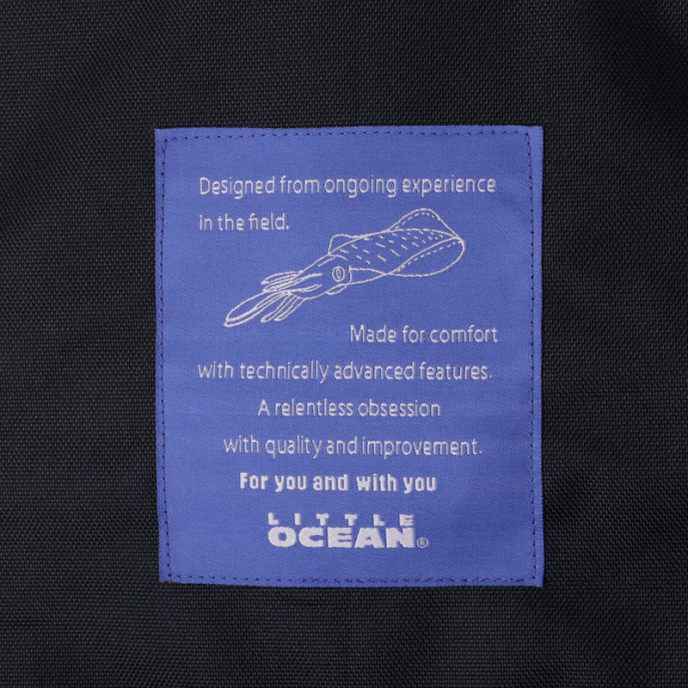 Designed from ongoing experience
in the field.
Made for comfort
with technically advanced features.
A relentless obsession
with quality and improvement.
For you and with you
LITTLE
OCEAN®